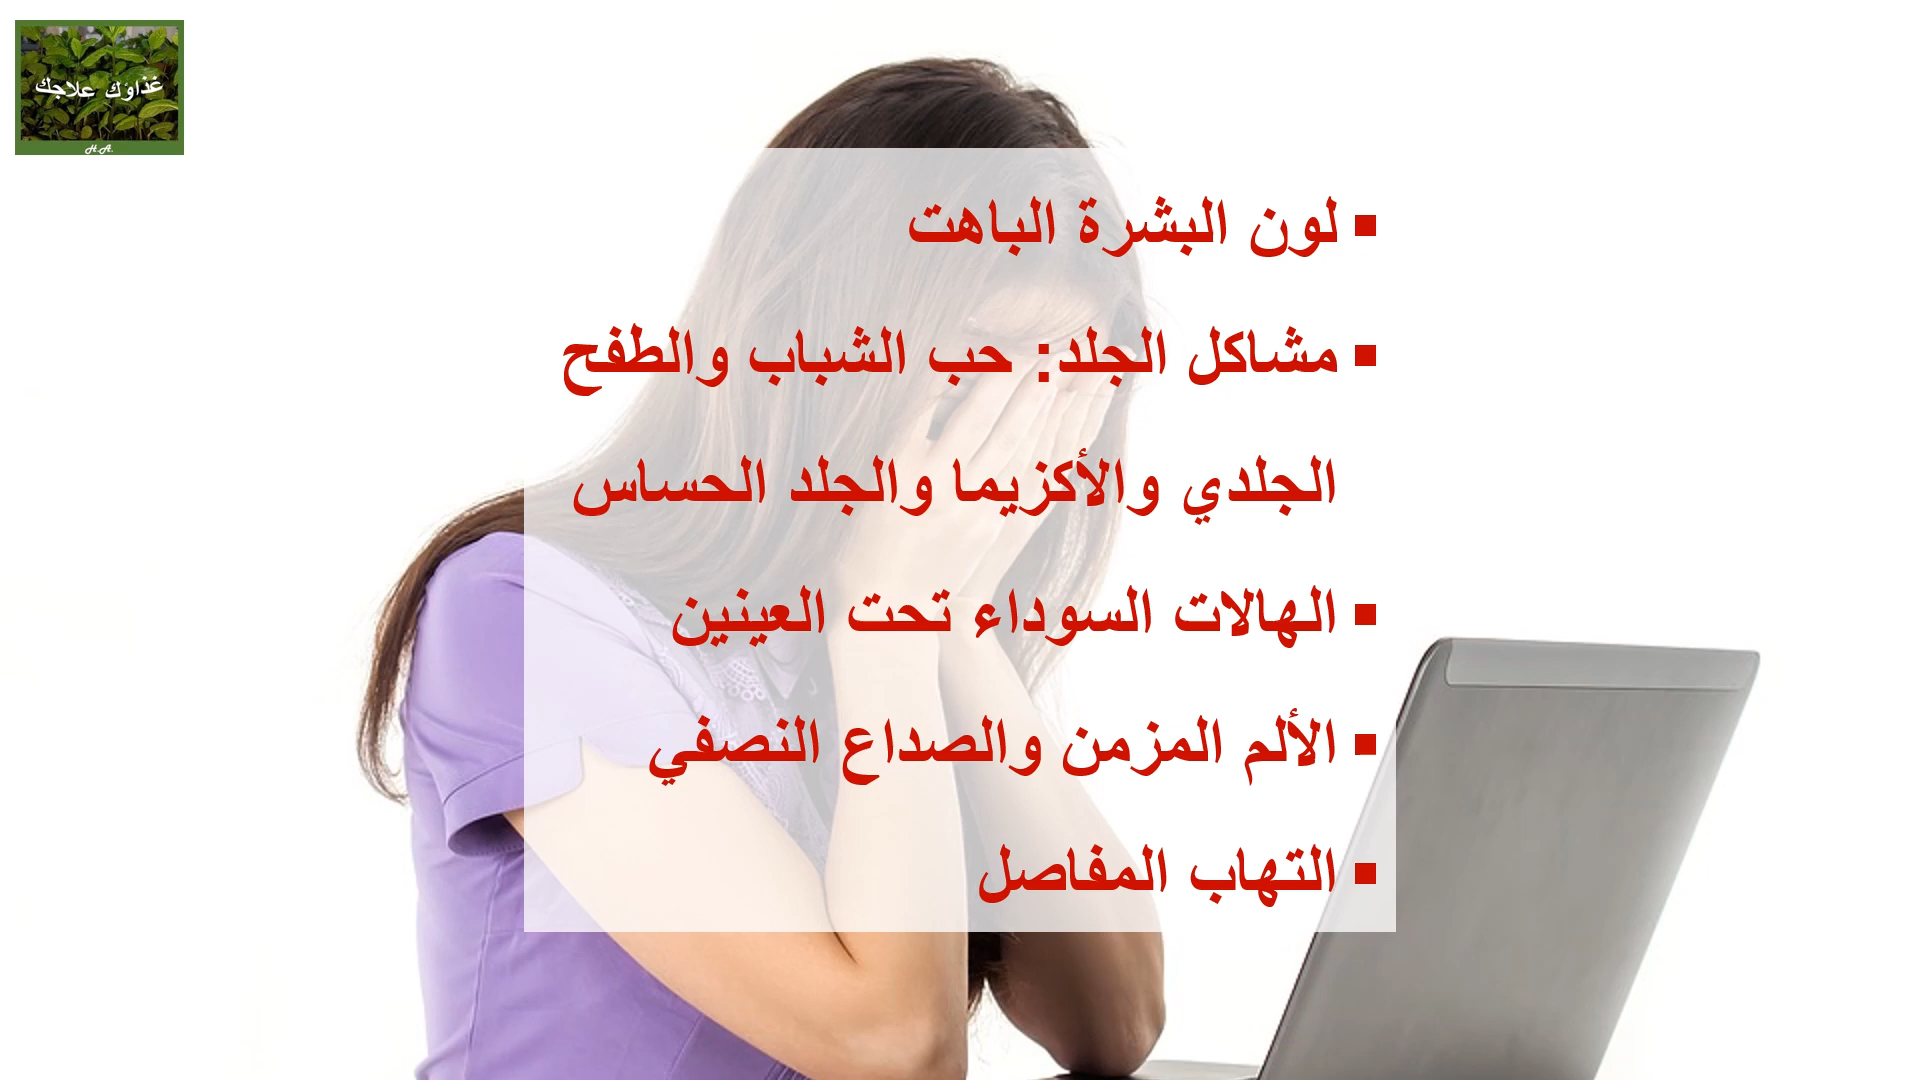 غذاؤك علاجك
H.A.
▪ لون البشرة الباهت
▪ مشاكل الجلد: حب الشباب والطفح
الجلدي والأكزيما والجلد الحساس
▪ الهالات السوداء تحت العينين
▪ الألم المزمن والصداع النصفي
▪ التهاب المفاصل